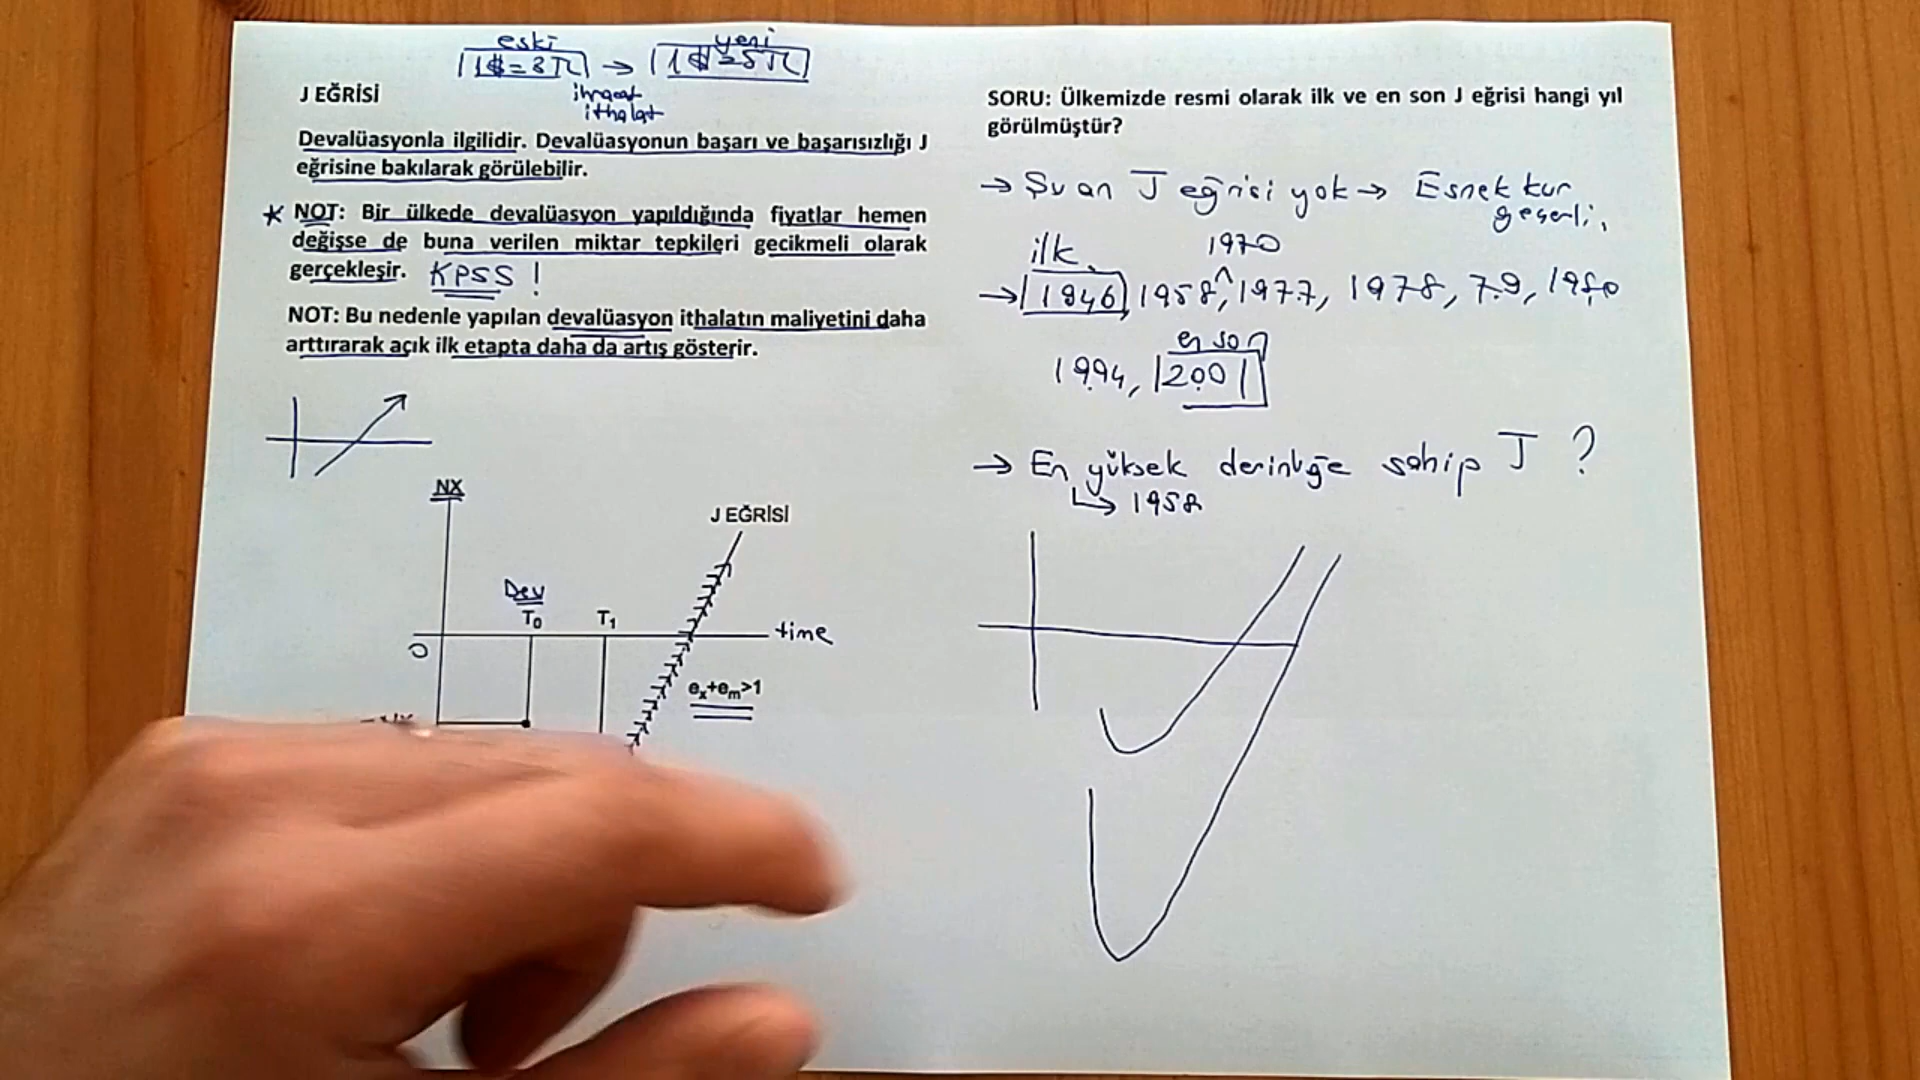 eski yeni
1$=3TL → 1$=5TL
ihracat
ithalat
J EĞRİSİ
Devalüasyonla ilgilidir. Devalüasyonun başarı ve başarısızlığı J
eğrisine bakılarak görülebilir.
* NOT: Bir ülkede devalüasyon yapıldığında fiyatlar hemen
değişse de buna verilen miktar tepkileri gecikmeli olarak
gerçekleşir. KPSS !
NOT: Bu nedenle yapılan devalüasyon ithalatın maliyetini daha
arttırarak açık ilk etapta daha da artış gösterir.
NX
J EĞRİSİ
Dev
T0 T1
time
0
ex+em>1
SORU: Ülkemizde resmi olarak ilk ve en son J eğrisi hangi yıl
görülmüştür?
→ Şu an J eğrisi yok → Esnek kur
geçerli.
ilk 1970
→ 1946, 1958, 1977, 1978, 79, 1980
en son
1994, 2001
→ En yüksek derinliğe sahip J ?
↳ 1958